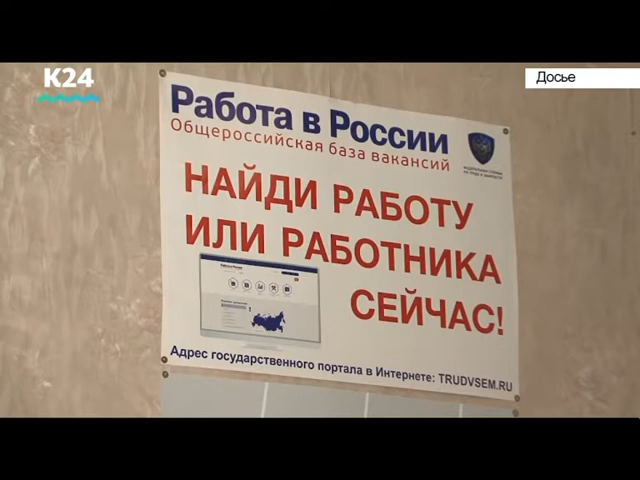 К24
Досье
Работа в России
Общероссийская база вакансий
НАЙДИ РАБОТУ
ИЛИ РАБОТНИКА
СЕЙЧАС!
Адрес государственного портала в Интернете: TRUDVSEM.RU